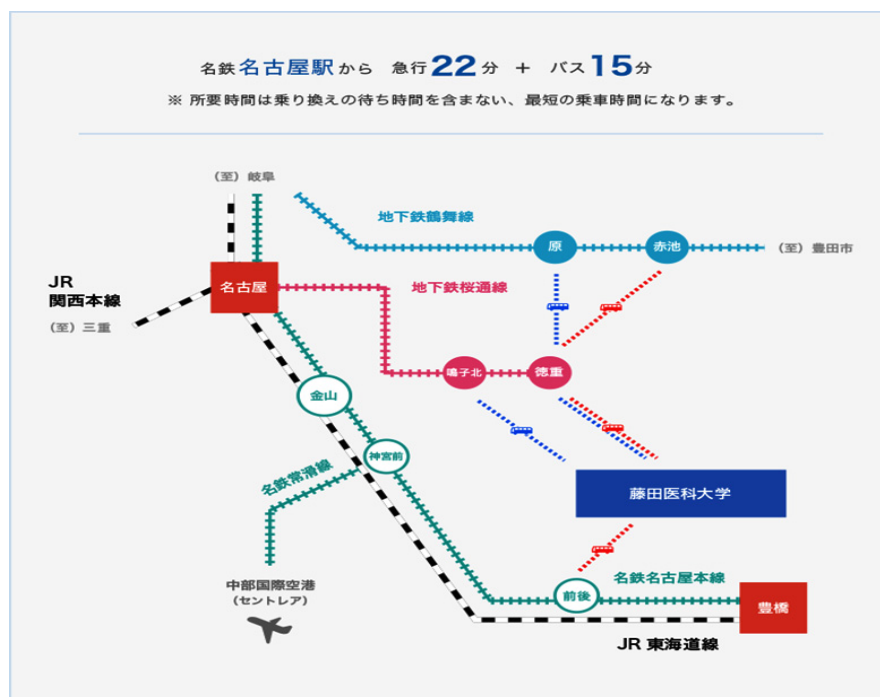 名鉄名古屋駅から 急行22分 + バス15分
※ 所要時間は乗り換えの待ち時間を含まない、最短の乗車時間になります。
(至) 岐阜
地下鉄鶴舞線
原
赤池
(至) 豊田市
JR
関西本線
(至) 三重
名古屋
地下鉄桜通線
鳴子北
徳重
金山
神宮前
名鉄常滑線
藤田医科大学
中部国際空港
(セントレア)
名鉄名古屋本線
前後
豊橋
JR 東海道線